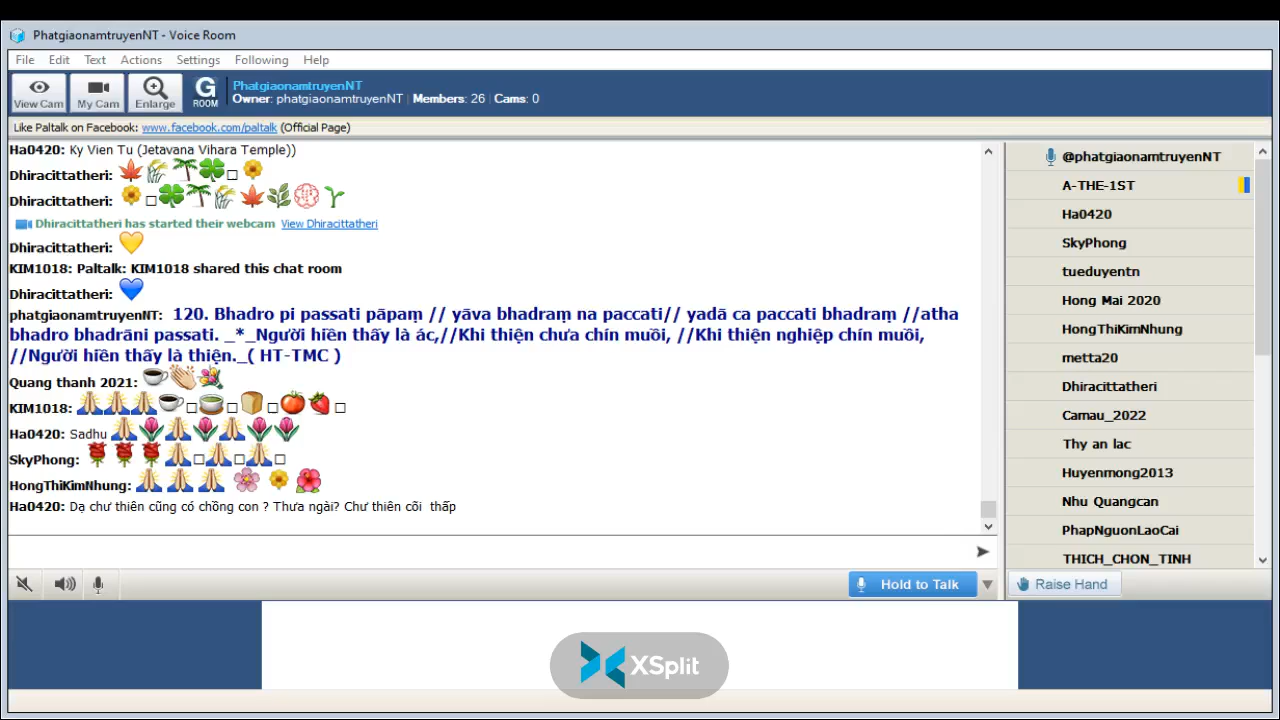 PhatgiaonamtruyenNT - Voice Room
File Edit Text Actions Settings Following Help
View Cam My Cam Enlarge G ROOM
PhatgiaonamtruyenNT
Owner: phatgiaonamtruyenNT | Members: 26 | Cams: 0
Like Paltalk on Facebook: www.facebook.com/paltalk (Official Page)
Ha0420: Ky Vien Tu (Jetavana Vihara Temple))
Dhiracittatheri:
Dhiracittatheri:
Dhiracittatheri has started their webcam View Dhiracittatheri
Dhiracittatheri:
KIM1018: Paltalk: KIM1018 shared this chat room
Dhiracittatheri:
phatgiaonamtruyenNT: 120. Bhadro pi passati pāpaṃ // yāva bhadraṃ na paccati// yadā ca paccati bhadraṃ //atha
bhadro bhadrāni passati. _*_Người hiền thấy là ác,//Khi thiện chưa chín muồi, //Khi thiện nghiệp chín muồi,
//Người hiền thấy là thiện._( HT-TMC )
Quang thanh 2021:
KIM1018:
Ha0420: Sadhu
SkyPhong:
HongThiKimNhung:
Ha0420: Dạ chư thiên cũng có chồng con ? Thưa ngài? Chư thiên cõi thấp
@phatgiaonamtruyenNT
A-THE-1ST
Ha0420
SkyPhong
tueduyentn
Hong Mai 2020
HongThiKimNhung
metta20
Dhiracittatheri
Camau_2022
Thy an lac
Huyenmong2013
Nhu Quangcan
PhapNguonLaoCai
THICH_CHON_TINH
Hold to Talk
Raise Hand
XSplit